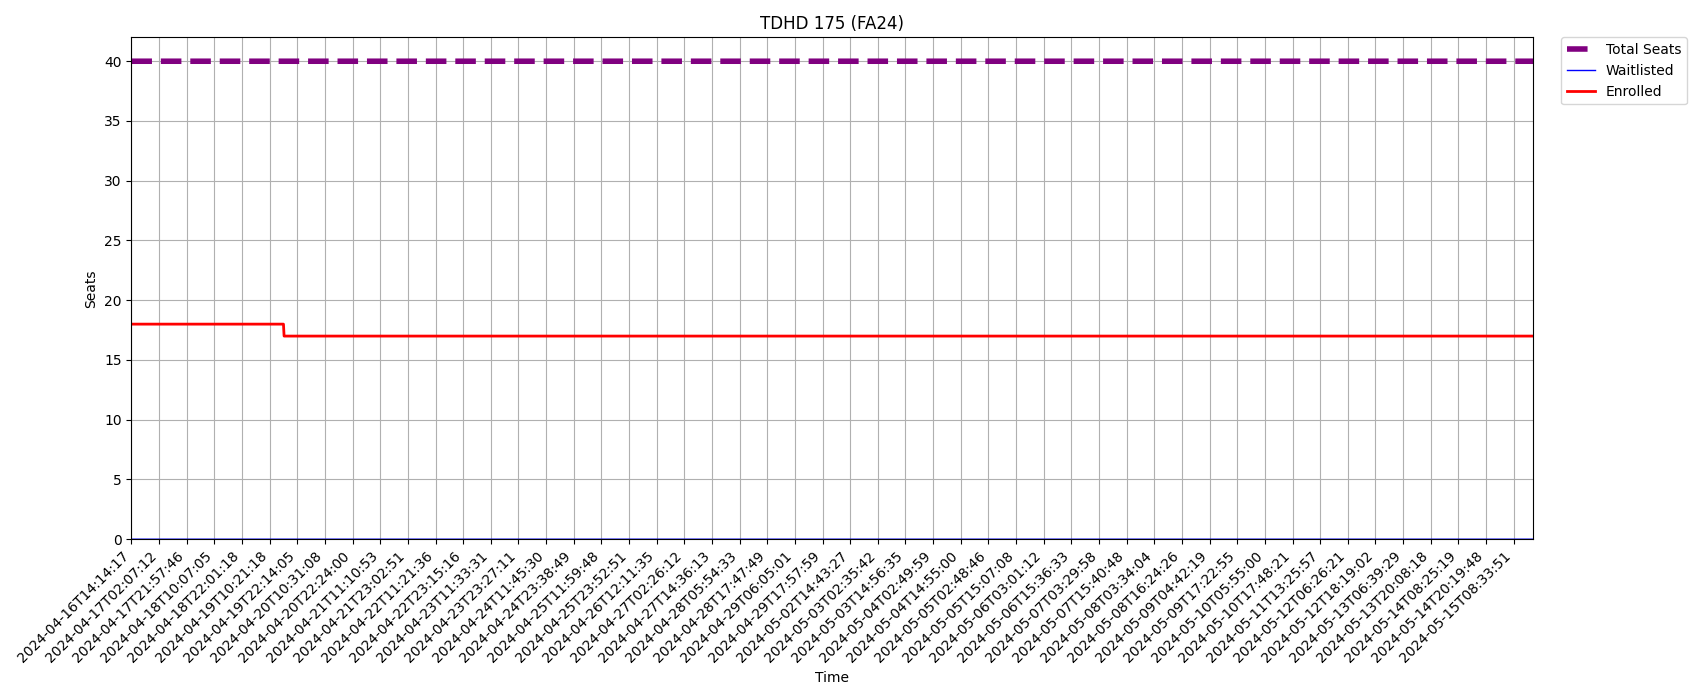 TDHD 175 (FA24)
Total Seats
Waitlisted
Enrolled
Seats
40
35
30
25
20
15
10
5
0
2024-04-16T14:14:17
2024-04-17T02:07:12
2024-04-17T21:57:46
2024-04-18T10:07:05
2024-04-18T22:01:18
2024-04-19T10:21:18
2024-04-19T22:14:05
2024-04-20T10:31:08
2024-04-20T22:24:00
2024-04-21T11:10:53
2024-04-21T23:02:51
2024-04-22T11:21:36
2024-04-22T23:15:16
2024-04-23T11:33:31
2024-04-23T23:27:11
2024-04-24T11:45:30
2024-04-24T23:38:49
2024-04-25T11:59:48
2024-04-25T23:52:51
2024-04-26T12:11:35
2024-04-27T02:26:12
2024-04-27T14:36:13
2024-04-28T05:54:33
2024-04-28T17:47:49
2024-04-29T06:05:01
2024-04-29T17:57:59
2024-05-02T14:43:27
2024-05-03T02:35:42
2024-05-03T14:56:35
2024-05-04T02:49:59
2024-05-04T14:55:00
2024-05-05T02:48:46
2024-05-05T15:07:08
2024-05-06T03:01:12
2024-05-06T15:36:33
2024-05-07T03:29:58
2024-05-07T15:40:48
2024-05-08T03:34:04
2024-05-08T16:24:26
2024-05-09T04:42:19
2024-05-09T17:22:55
2024-05-10T05:55:00
2024-05-10T17:48:21
2024-05-11T13:25:57
2024-05-12T06:26:21
2024-05-12T18:19:02
2024-05-13T06:39:29
2024-05-13T20:08:18
2024-05-14T08:25:19
2024-05-14T20:19:48
2024-05-15T08:33:51
Time